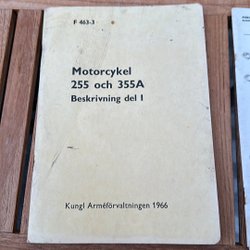 F 463-3
Motorcykel
255 och 355A
Beskrivning del I
Kungl Arméförvaltningen 1966